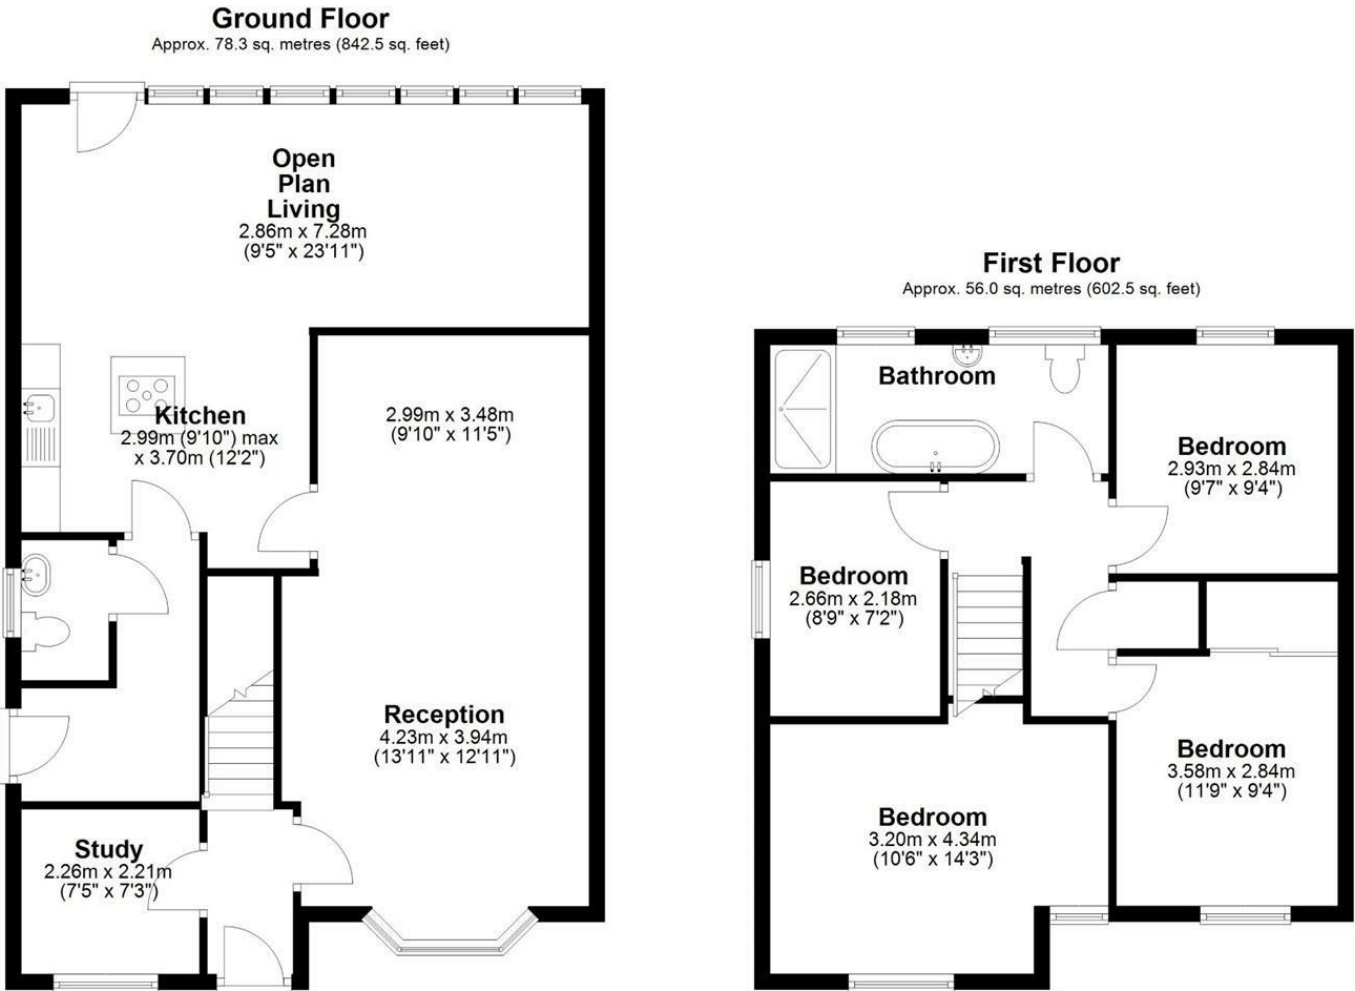 Ground Floor
Approx. 78.3 sq. metres (842.5 sq. feet)
Open
Plan
Living
2.86m x 7.28m
(9'5" x 23'11")
Kitchen
2.99m (9'10") max
x 3.70m (12'2")
2.99m x 3.48m
(9'10" x 11'5")
Reception
4.23m x 3.94m
(13'11" x 12'11")
Study
2.26m x 2.21m
(7'5" x 7'3")
First Floor
Approx. 56.0 sq. metres (602.5 sq. feet)
Bathroom
Bedroom
2.93m x 2.84m
(9'7" x 9'4")
Bedroom
2.66m x 2.18m
(8'9" x 7'2")
Bedroom
3.58m x 2.84m
(11'9" x 9'4")
Bedroom
3.20m x 4.34m
(10'6" x 14'3")